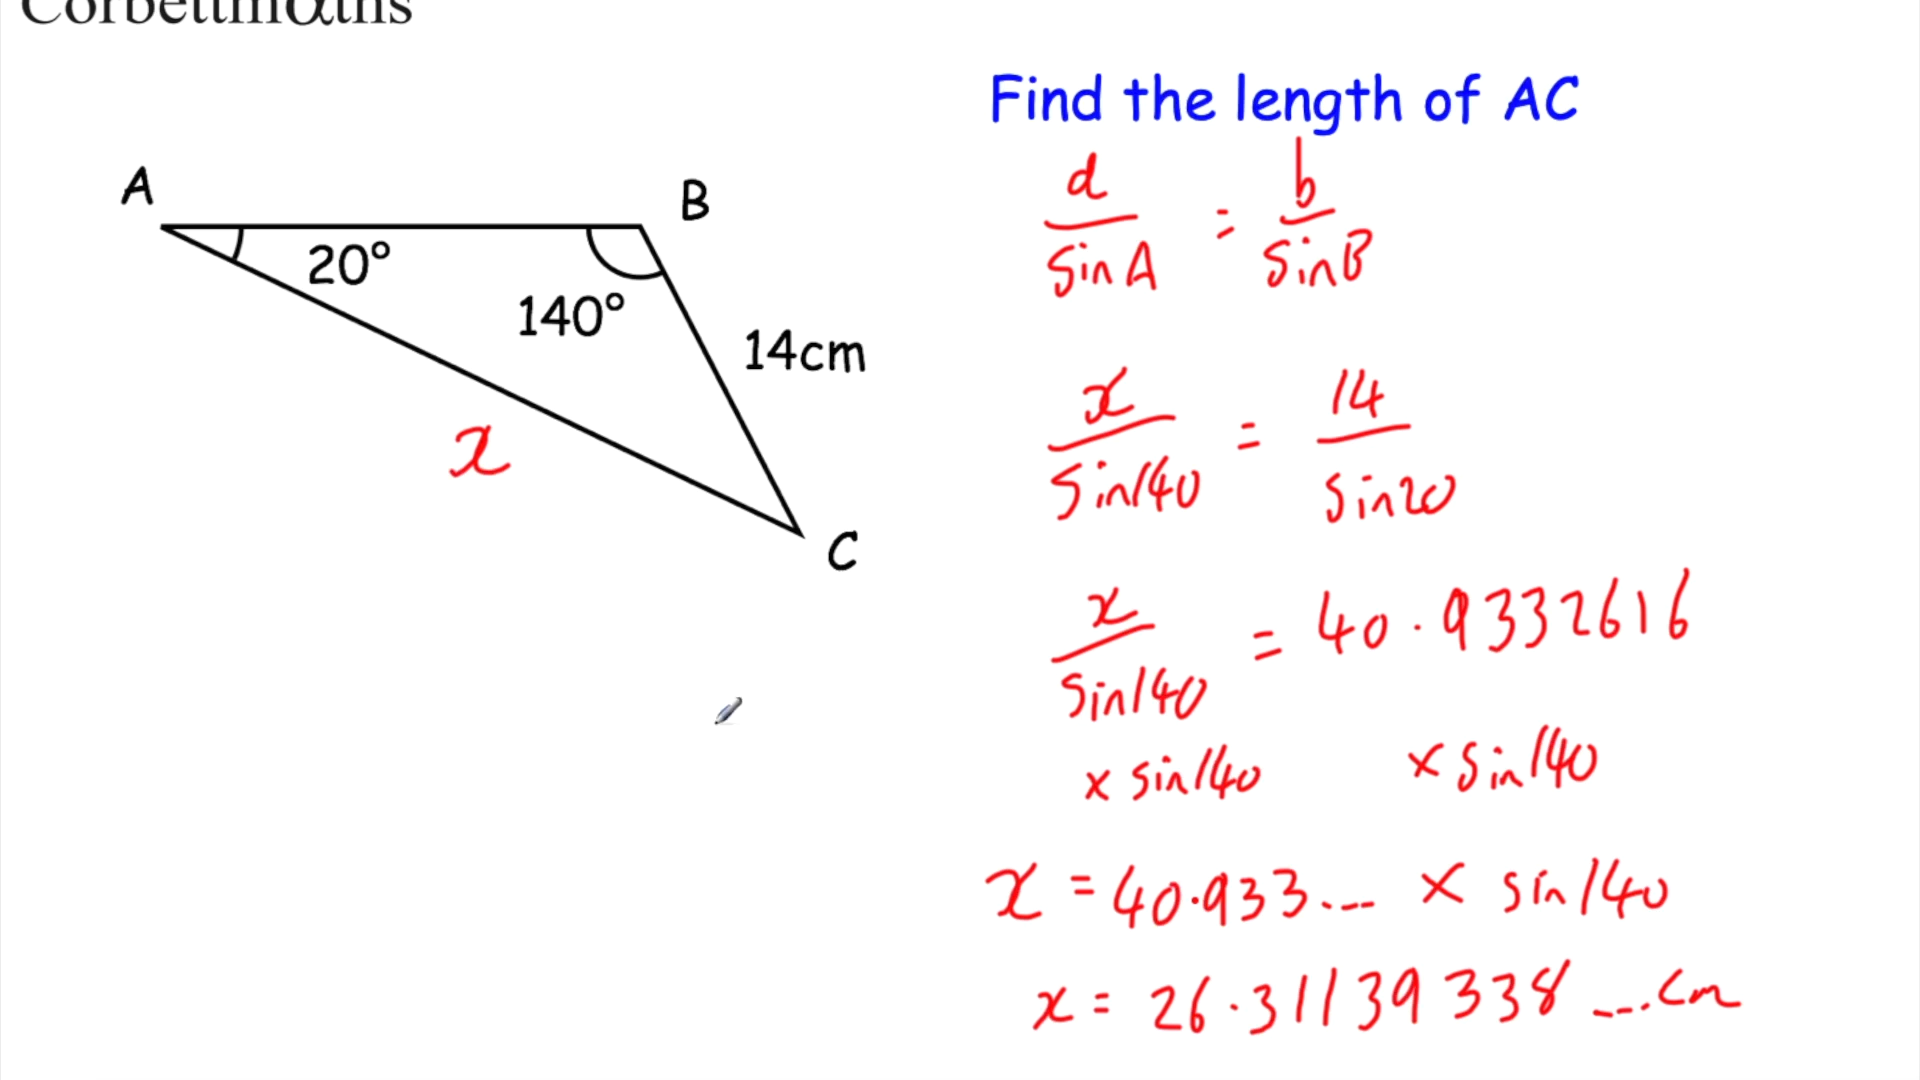 Corbettmαths
Find the length of AC
A
B
20°
140°
14cm
x
C
a/sinA = b/sinB
x/sin140 = 14/sin20
x/sin140 = 40.9332616
× sin140 × sin140
x = 40.933... × sin140
x = 26.31139338....cm